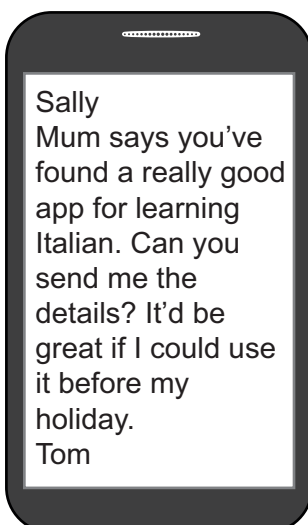 Sally
Mum says you’ve
found a really good
app for learning
Italian. Can you
send me the
details? It’d be
great if I could use
it before my
holiday.
Tom